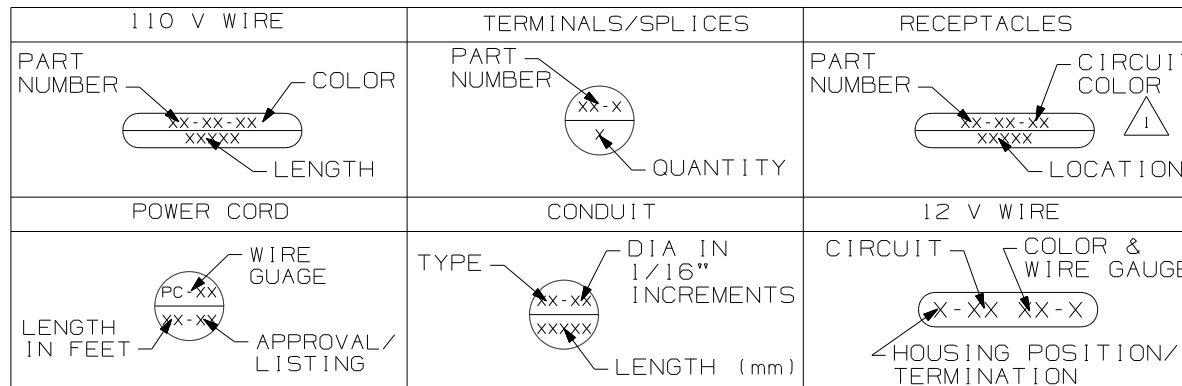 110 V WIRE
PART
NUMBER
COLOR
XX-XX-XX
XXXXX
LENGTH
TERMINALS/SPLICES
PART
NUMBER
XX-X
X
QUANTITY
RECEPTACLES
PART
NUMBER
CIRCUIT
COLOR
1
XX-XX-XX
XXXXX
LOCATION
POWER CORD
WIRE
GUAGE
PC-XX
XX-XX
LENGTH
IN FEET
APPROVAL/
LISTING
CONDUIT
TYPE
DIA IN
1/16"
INCREMENTS
XX-XX
XXXXX
LENGTH (mm)
12 V WIRE
CIRCUIT
COLOR &
WIRE GAUGE
X-XX XX-X
HOUSING POSITION/
TERMINATION